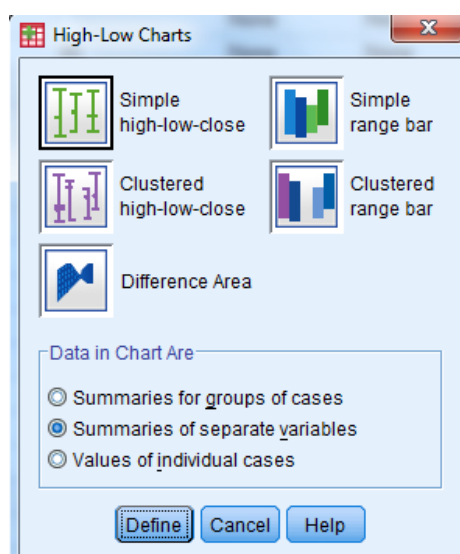 High-Low Charts
Simple
high-low-close
Simple
range bar
Clustered
high-low-close
Clustered
range bar
Difference Area
Data in Chart Are
Summaries for groups of cases
Summaries of separate variables
Values of individual cases
Define
Cancel
Help